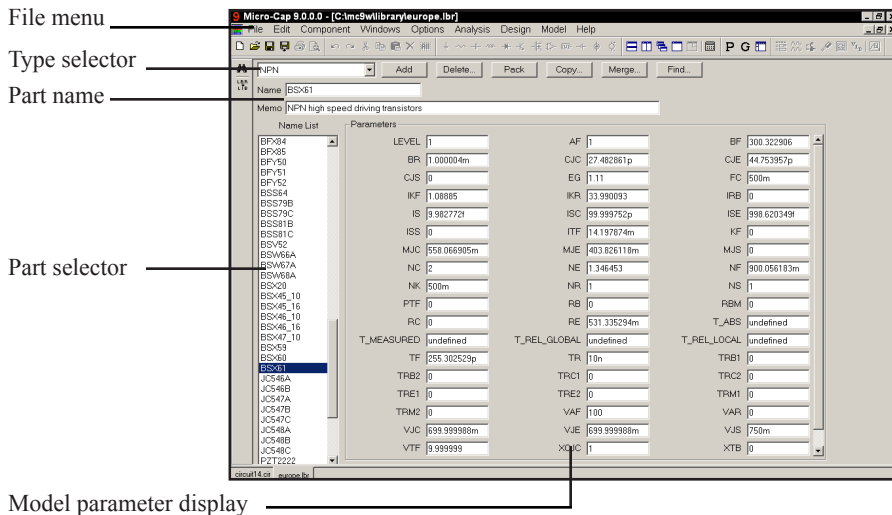 File menu
Type selector
Part name
Part selector
Model parameter display
9 Micro-Cap 9.0.0.0 - [C:\mc9w\library\europe.lbr]
File Edit Component Windows Options Analysis Design Model Help
NPN Add Delete... Pack Copy... Merge... Find...
Name BSX61
Memo NPN high speed driving transistors
Name List
BFX84
BFX85
BFY50
BFY51
BFY52
BSS64
BSS79B
BSS79C
BSS81B
BSS81C
BSV52
BSW66A
BSW67A
BSW68A
BSX20
BSX45_10
BSX45_16
BSX46_10
BSX46_16
BSX47_10
BSX59
BSX60
BSX61
JC546A
JC546B
JC547A
JC547B
JC547C
JC548A
JC548B
JC548C
PZT2222
Parameters
LEVEL 1 AF 1 BF 300.322906
BR 1.000004m CJC 27.482861p CJE 44.753957p
CJS 0 EG 1.11 FC 500m
IKF 1.08885 IKR 33.990093 IRB 0
IS 9.982772f ISC 99.999752p ISE 998.620349f
ISS 0 ITF 14.197874m KF 0
MJC 558.066905m MJE 403.826118m MJS 0
NC 2 NE 1.346453 NF 900.056183m
NK 500m NR 1 NS 1
PTF 0 RB 0 RBM 0
RC 0 RE 531.335294m T_ABS undefined
T_MEASURED undefined T_REL_GLOBAL undefined T_REL_LOCAL undefined
TF 255.302529p TR 10n TRB1 0
TRB2 0 TRC1 0 TRC2 0
TRE1 0 TRE2 0 TRM1 0
TRM2 0 VAF 100 VAR 0
VJC 699.999988m VJE 699.999988m VJS 750m
VTF 9.999999 XCJC 1 XTB 0
circuit14.cir europe.lbr